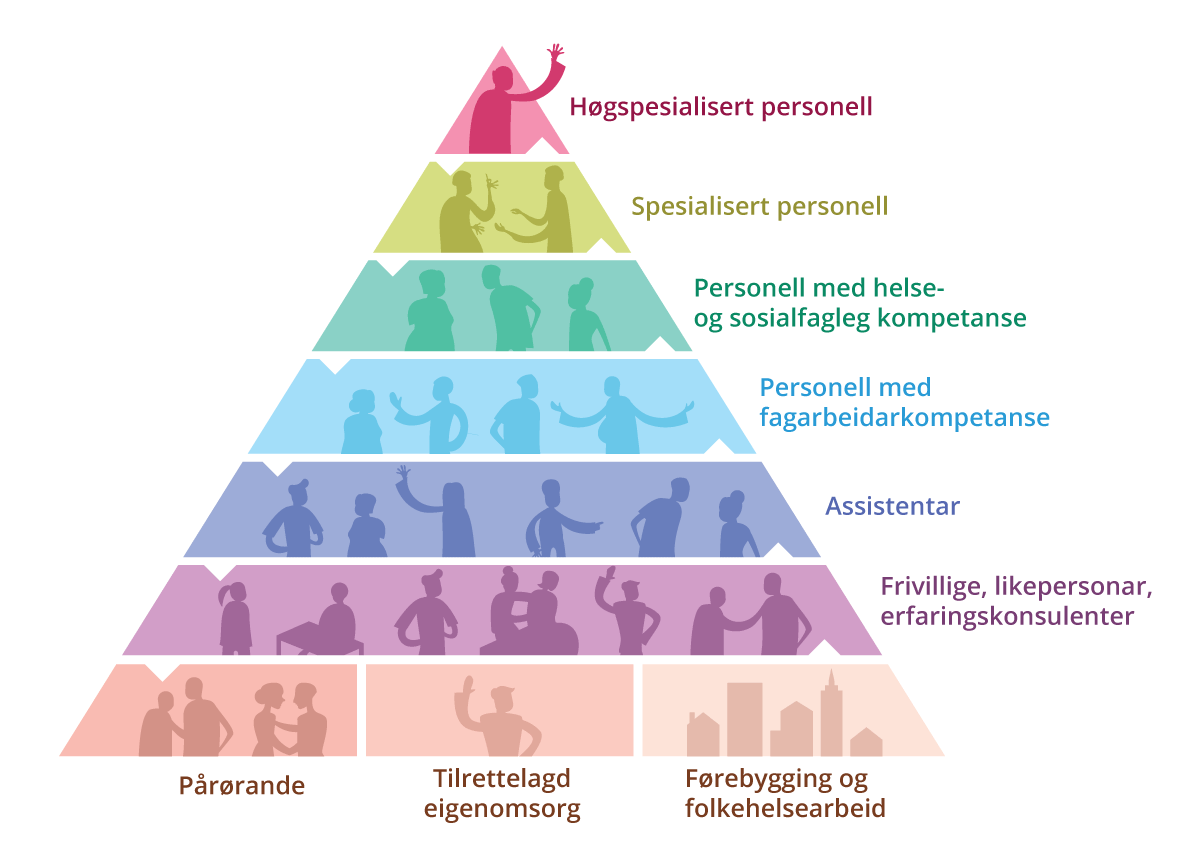 Høgspesialisert personell
Spesialisert personell
Personell med helse-
og sosialfagleg kompetanse
Personell med
fagarbeidarkompetanse
Assistentar
Frivillige, likepersonar,
erfaringskonsulenter
Pårørande
Tilrettelagd
eigenomsorg
Førebygging og
folkehelsearbeid